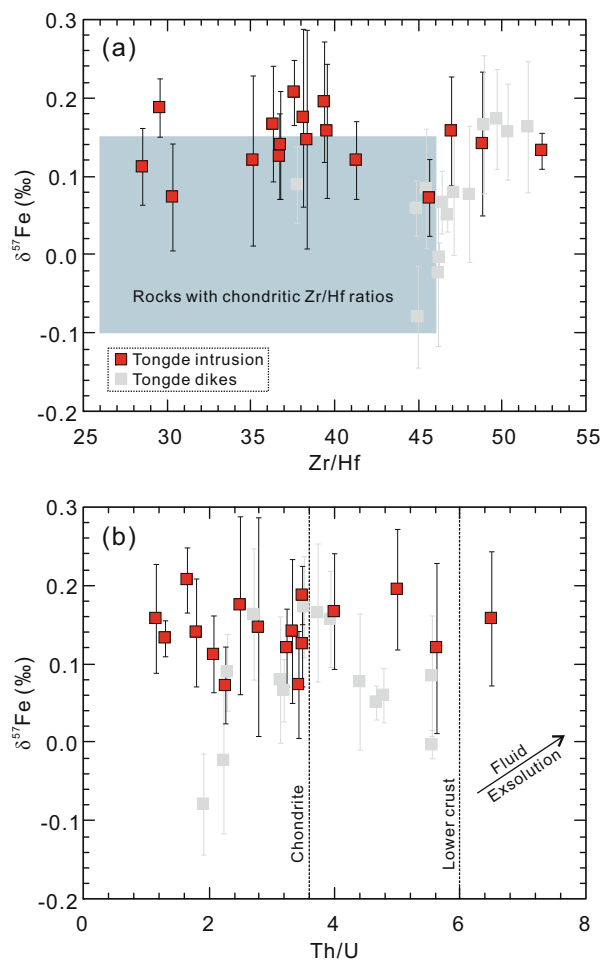 (a)
0.3
0.2
0.1
0.0
-0.1
-0.2
δ57Fe (‰)
Rocks with chondritic Zr/Hf ratios
Tongde intrusion
Tongde dikes
25 30 35 40 45 50 55
Zr/Hf
(b)
0.3
0.2
0.1
0.0
-0.1
-0.2
δ57Fe (‰)
Chondrite
Lower crust
Fluid
Exsolution
0 2 4 6 8
Th/U